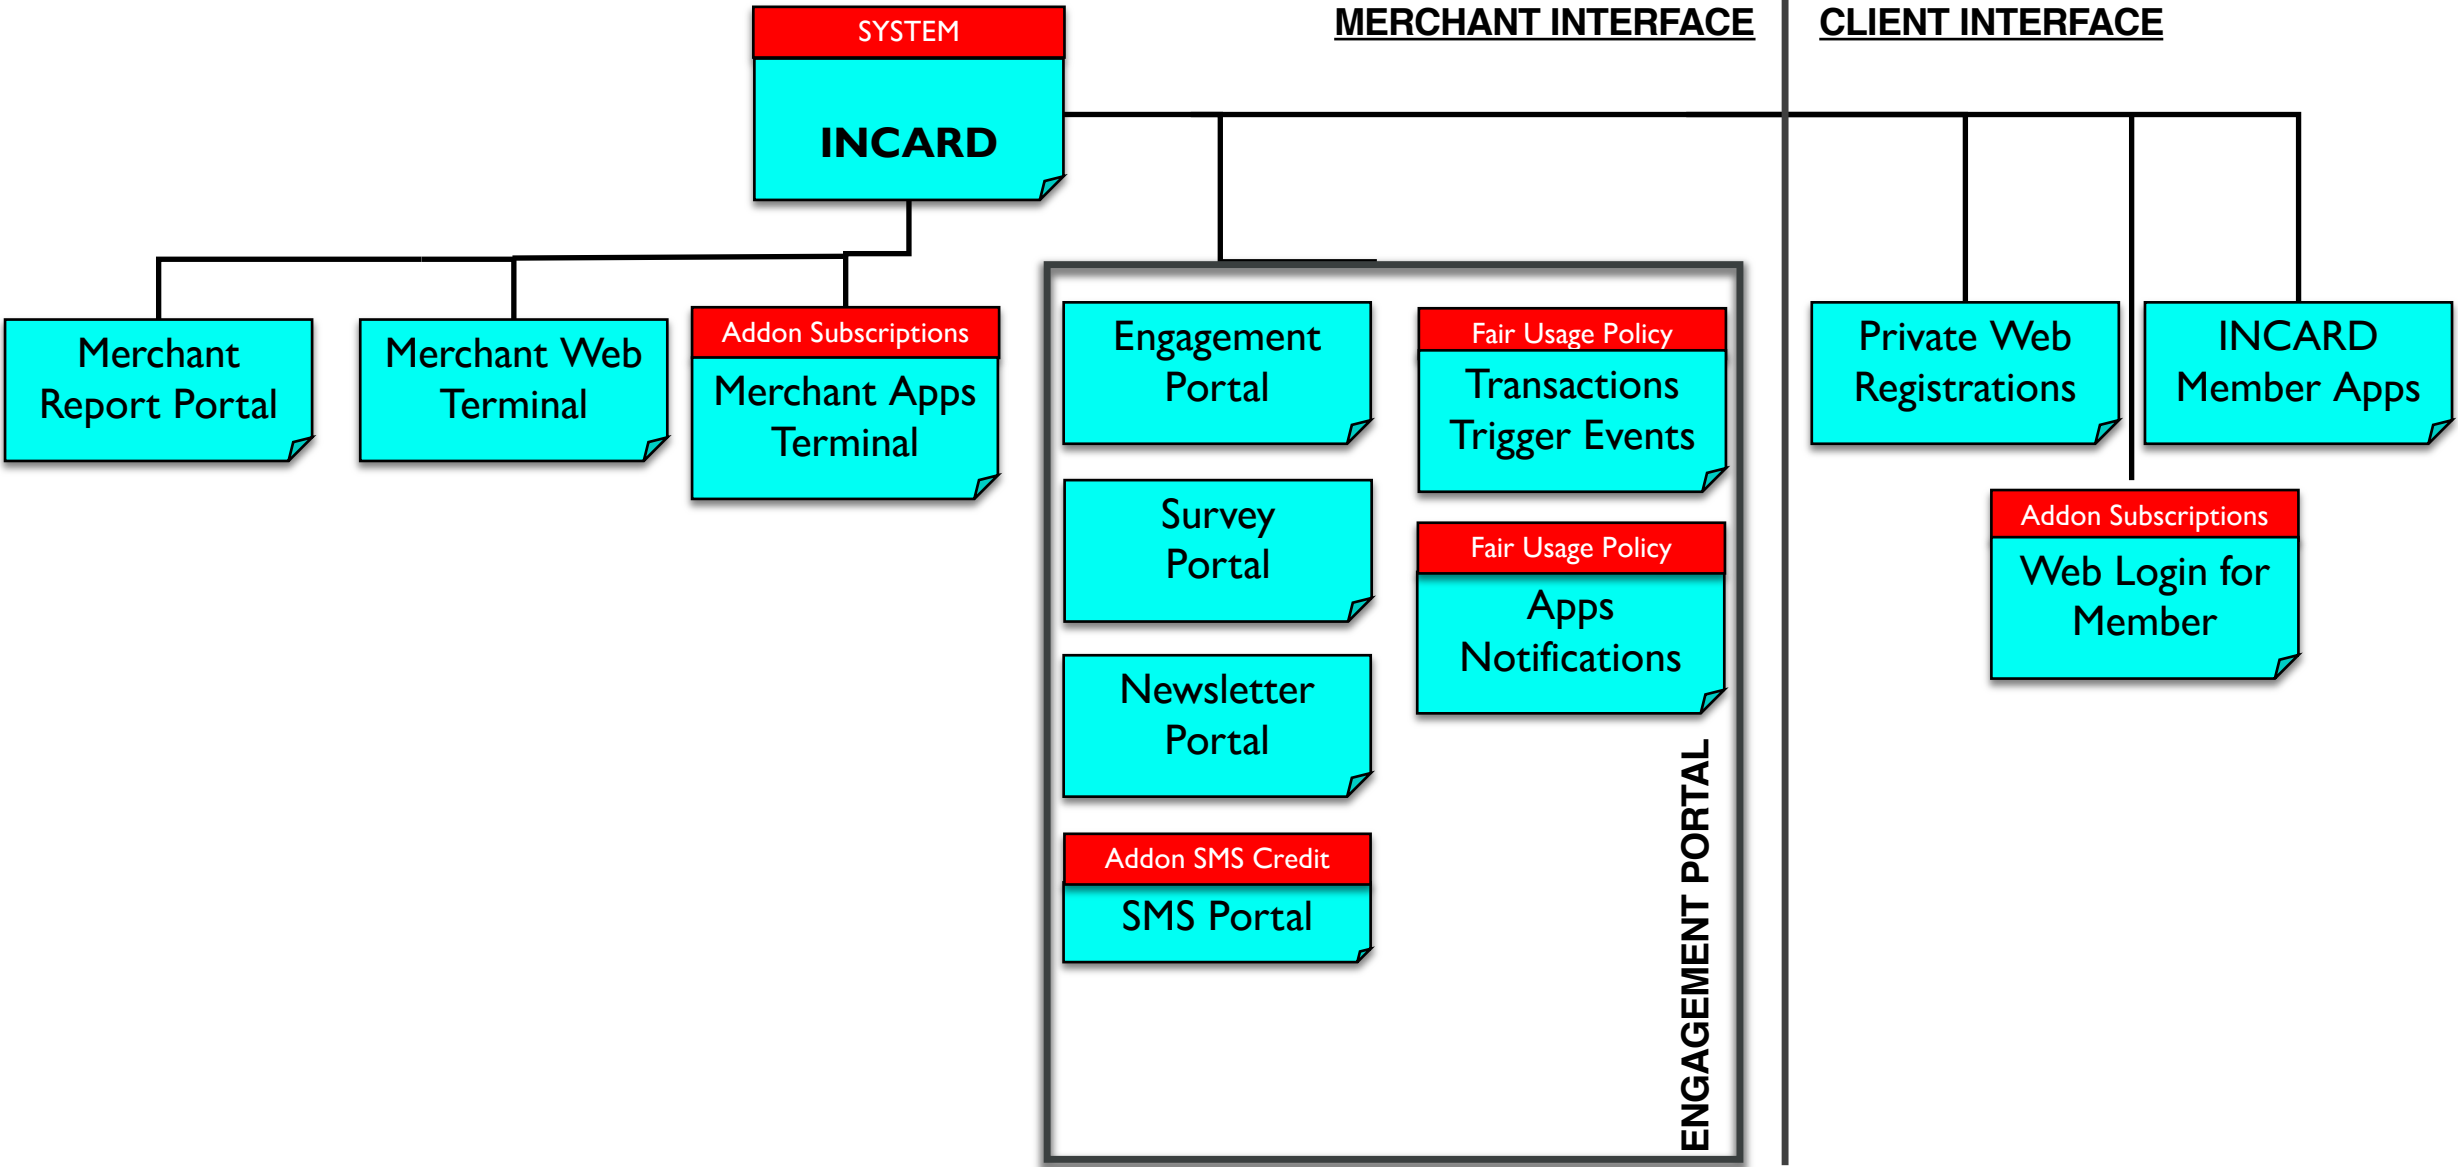 MERCHANT INTERFACE
CLIENT INTERFACE
SYSTEM
INCARD
Merchant
Report Portal
Merchant Web
Terminal
Addon Subscriptions
Merchant Apps
Terminal
Engagement
Portal
Survey
Portal
Newsletter
Portal
Addon SMS Credit
SMS Portal
Fair Usage Policy
Transactions
Trigger Events
Fair Usage Policy
Apps
Notifications
ENGAGEMENT PORTAL
Private Web
Registrations
INCARD
Member Apps
Addon Subscriptions
Web Login for
Member